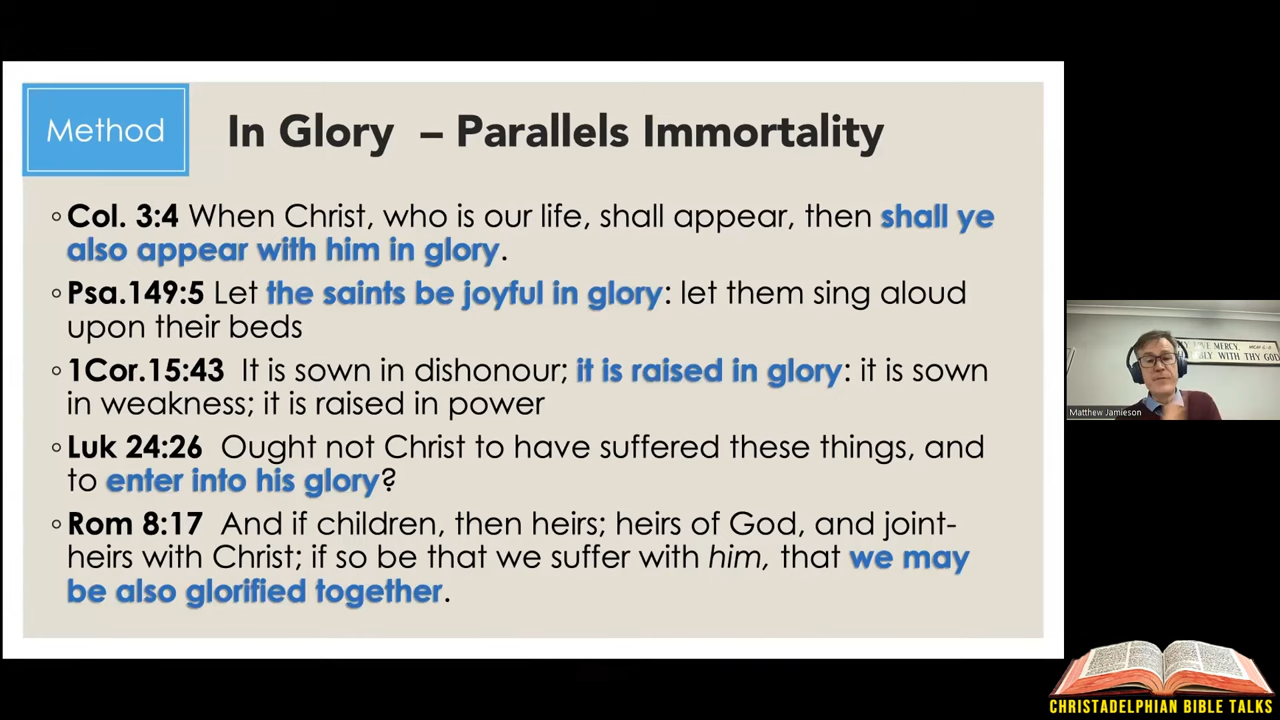 Method
In Glory – Parallels Immortality
◦Col. 3:4 When Christ, who is our life, shall appear, then shall ye
also appear with him in glory.
◦Psa.149:5 Let the saints be joyful in glory: let them sing aloud
upon their beds
◦1Cor.15:43 It is sown in dishonour; it is raised in glory: it is sown
in weakness; it is raised in power
◦Luk 24:26 Ought not Christ to have suffered these things, and
to enter into his glory?
◦Rom 8:17 And if children, then heirs; heirs of God, and joint-
heirs with Christ; if so be that we suffer with him, that we may
be also glorified together.
MERCY,
WITH THY GOD
Matthew Jamieson
CHRISTADELPHIAN BIBLE TALKS